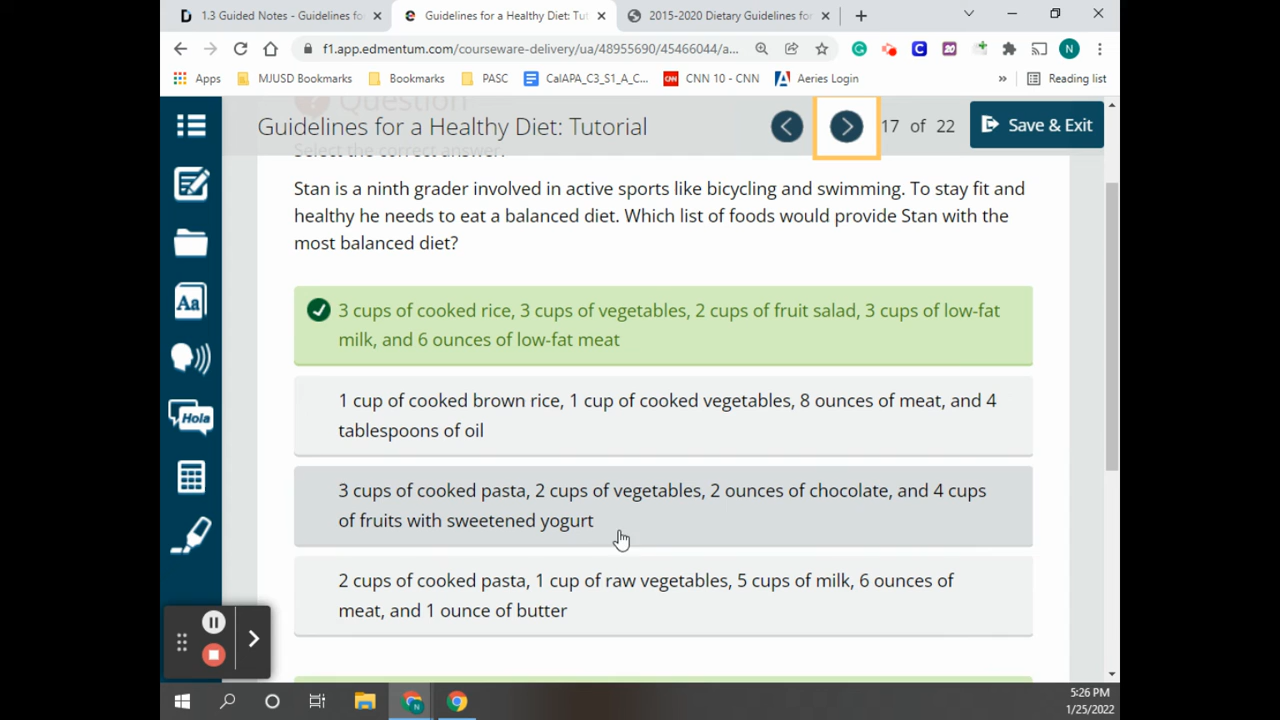 1.3 Guided Notes - Guidelines fo
Guidelines for a Healthy Diet: Tut
2015-2020 Dietary Guidelines for
f1.app.edmentum.com/courseware-delivery/ua/48955690/45466044/a...
Apps
MJUSD Bookmarks
Bookmarks
PASC
CalAPA_C3_S1_A_C...
CNN 10 - CNN
Aeries Login
»
Reading list
Question
Guidelines for a Healthy Diet: Tutorial
17 of 22
Save & Exit
Select the correct answer.
Stan is a ninth grader involved in active sports like bicycling and swimming. To stay fit and
healthy he needs to eat a balanced diet. Which list of foods would provide Stan with the
most balanced diet?
3 cups of cooked rice, 3 cups of vegetables, 2 cups of fruit salad, 3 cups of low-fat
milk, and 6 ounces of low-fat meat
1 cup of cooked brown rice, 1 cup of cooked vegetables, 8 ounces of meat, and 4
tablespoons of oil
3 cups of cooked pasta, 2 cups of vegetables, 2 ounces of chocolate, and 4 cups
of fruits with sweetened yogurt
2 cups of cooked pasta, 1 cup of raw vegetables, 5 cups of milk, 6 ounces of
meat, and 1 ounce of butter
Aa
Hola
5:26 PM
1/25/2022